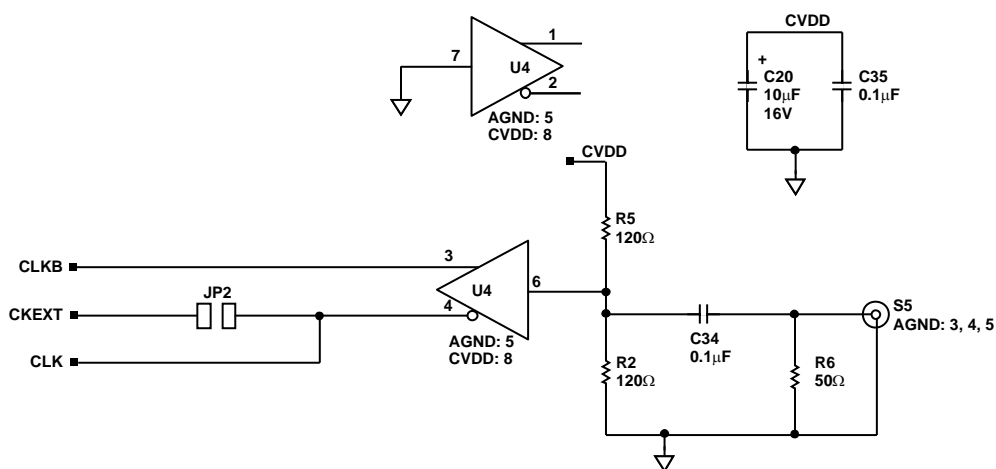 1
7
U4
2
AGND: 5
CVDD: 8
CVDD
+
C20
10µF
16V
C35
0.1µF
CVDD
R5
120Ω
CLKB
3
6
U4
JP2
CKEXT
4
S5
AGND: 3, 4, 5
AGND: 5
CVDD: 8
C34
0.1µF
CLK
R2
120Ω
R6
50Ω